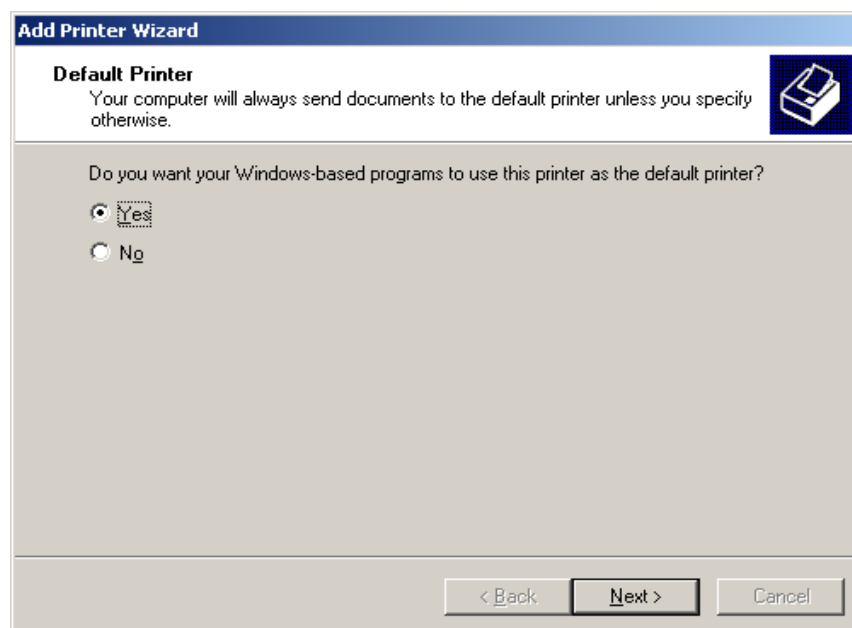 Add Printer Wizard
Default Printer
Your computer will always send documents to the default printer unless you specify
otherwise.
Do you want your Windows-based programs to use this printer as the default printer?
Yes
No
< Back
Next >
Cancel